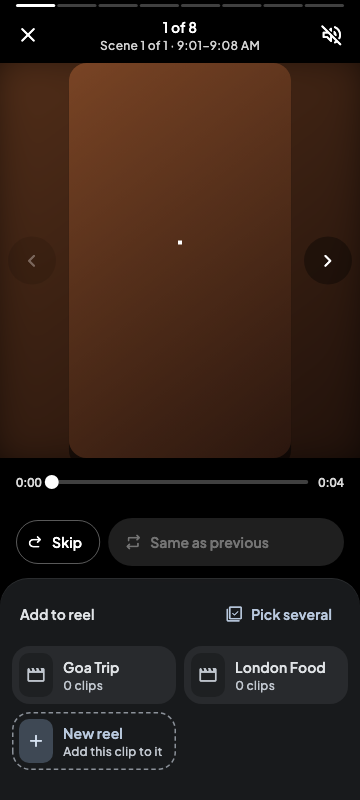 1 of 8
Scene 1 of 1 · 9:01–9:08 AM
0:00
0:04
Skip
Same as previous
Add to reel
Pick several
Goa Trip
0 clips
London Food
0 clips
New reel
Add this clip to it